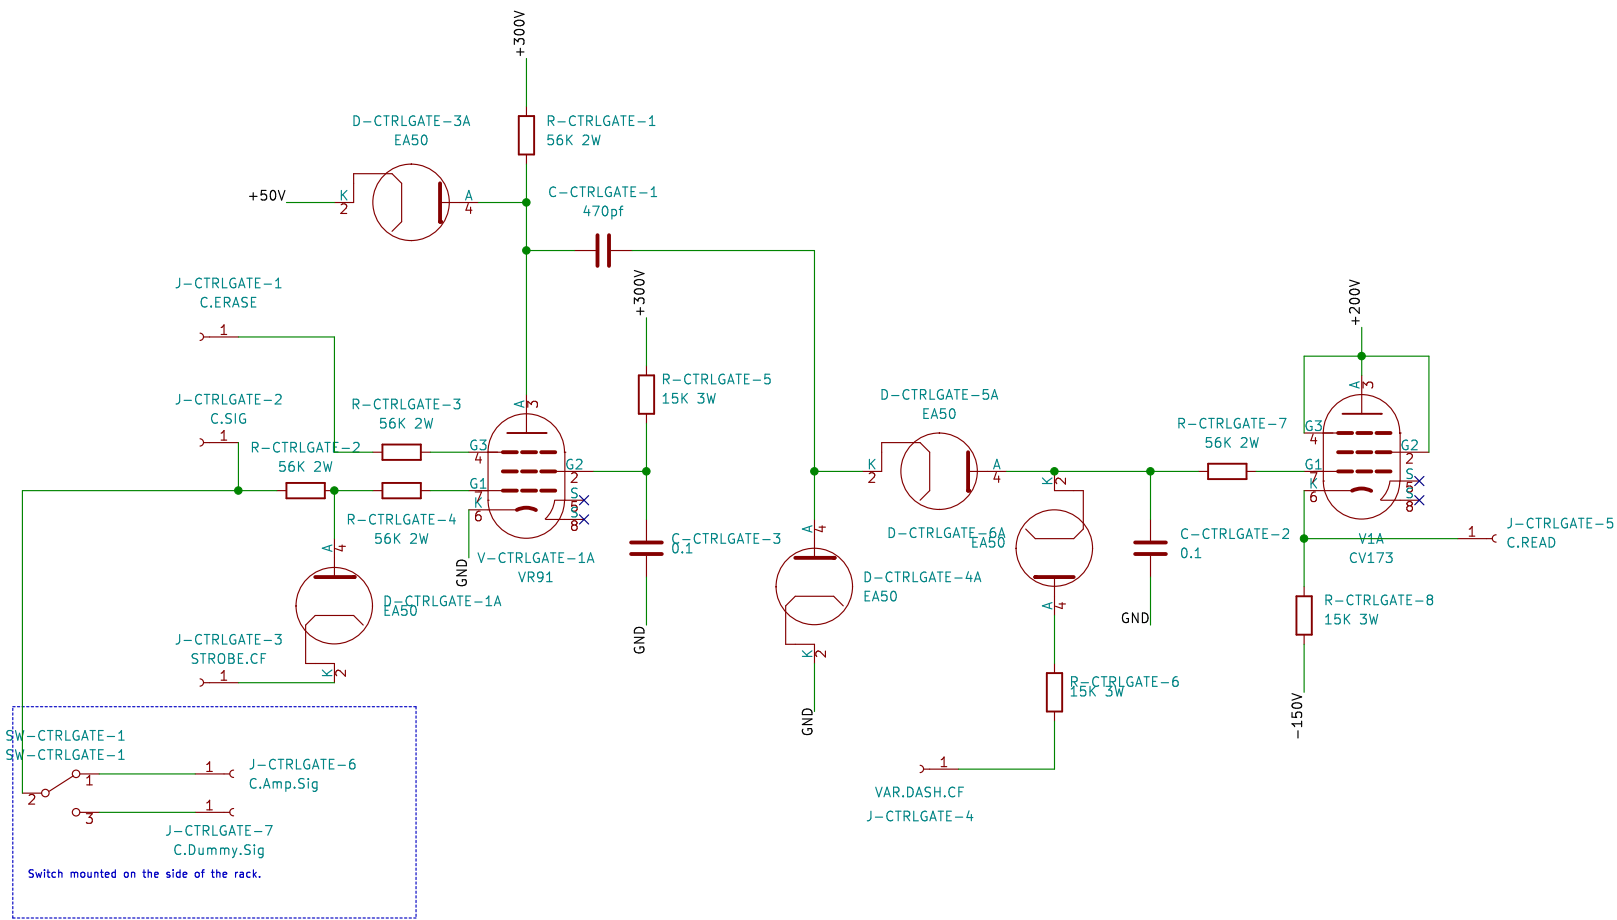 +300V
D-CTRLGATE-3A
EA50
R-CTRLGATE-1
56K 2W
+50V
K
2
A
4
C-CTRLGATE-1
470pf
J-CTRLGATE-1
C.ERASE
1
+300V
+200V
J-CTRLGATE-2
C.SIG
1
R-CTRLGATE-3
56K 2W
R-CTRLGATE-2
56K 2W
R-CTRLGATE-4
56K 2W
A
3
G3
4
G2
2
G1
7
K
6
S
5
S
8
GND
V-CTRLGATE-1A
VR91
R-CTRLGATE-5
15K 3W
C-CTRLGATE-3
0.1
GND
A
4
D-CTRLGATE-1A
EA50
K
2
J-CTRLGATE-3
STROBE.CF
1
D-CTRLGATE-5A
EA50
K
2
A
4
A
4
D-CTRLGATE-4A
EA50
K
2
GND
D-CTRLGATE-6A
EA50
K
2
A
4
R-CTRLGATE-6
15K 3W
1
VAR.DASH.CF
J-CTRLGATE-4
C-CTRLGATE-2
0.1
GND
R-CTRLGATE-7
56K 2W
A
3
G3
4
G2
2
G1
7
K
6
S
5
S
8
V1A
CV173
1
J-CTRLGATE-5
C.READ
R-CTRLGATE-8
15K 3W
-150V
SW-CTRLGATE-1
SW-CTRLGATE-1
2
1
3
1
J-CTRLGATE-6
C.Amp.Sig
1
J-CTRLGATE-7
C.Dummy.Sig
Switch mounted on the side of the rack.